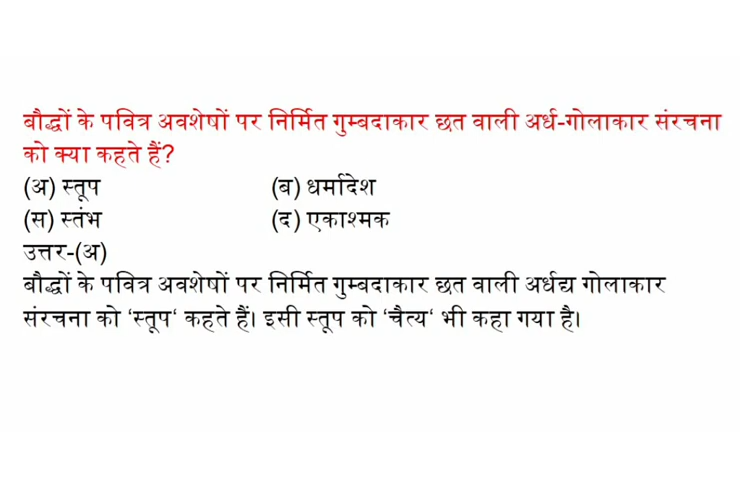 बौद्धों के पवित्र अवशेषों पर निर्मित गुम्बदाकार छत वाली अर्ध-गोलाकार संरचना
को क्या कहते हैं?
(अ) स्तूप (ब) धर्मादेश
(स) स्तंभ (द) एकाश्मक
उत्तर-(अ)
बौद्धों के पवित्र अवशेषों पर निर्मित गुम्बदाकार छत वाली अर्धद्य गोलाकार
संरचना को ‘स्तूप‘ कहते हैं। इसी स्तूप को ‘चैत्य‘ भी कहा गया है।